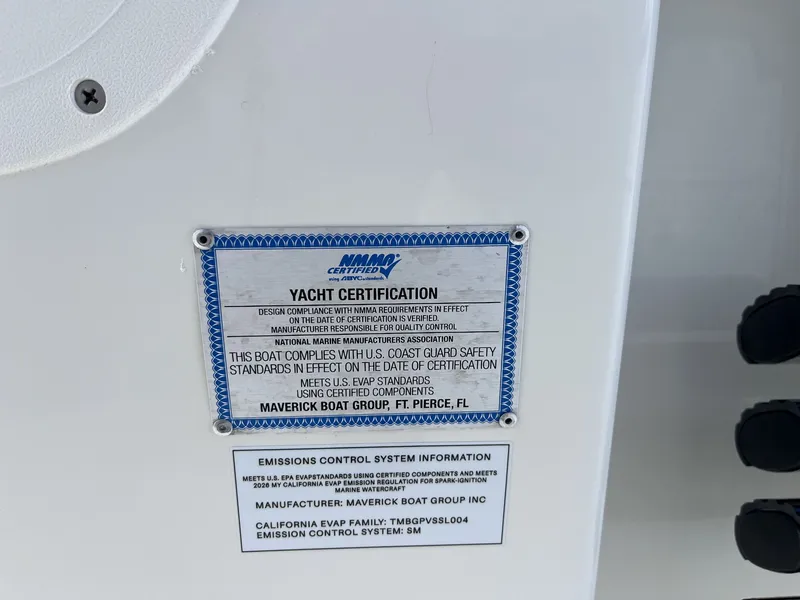 NMMA
CERTIFIED
using ABYC standards
YACHT CERTIFICATION
DESIGN COMPLIANCE WITH NMMA REQUIREMENTS IN EFFECT
ON THE DATE OF CERTIFICATION IS VERIFIED.
MANUFACTURER RESPONSIBLE FOR QUALITY CONTROL
NATIONAL MARINE MANUFACTURERS ASSOCIATION
THIS BOAT COMPLIES WITH U.S. COAST GUARD SAFETY
STANDARDS IN EFFECT ON THE DATE OF CERTIFICATION
MEETS U.S. EVAP STANDARDS
USING CERTIFIED COMPONENTS
MAVERICK BOAT GROUP, FT. PIERCE, FL
EMISSIONS CONTROL SYSTEM INFORMATION
MEETS U.S. EPA EVAPSTANDARDS USING CERTIFIED COMPONENTS AND MEETS
2026 MY CALIFORNIA EVAP EMISSION REGULATION FOR SPARK-IGNITION
MARINE WATERCRAFT
MANUFACTURER: MAVERICK BOAT GROUP INC
CALIFORNIA EVAP FAMILY: TMBGPVSSL004
EMISSION CONTROL SYSTEM: SM